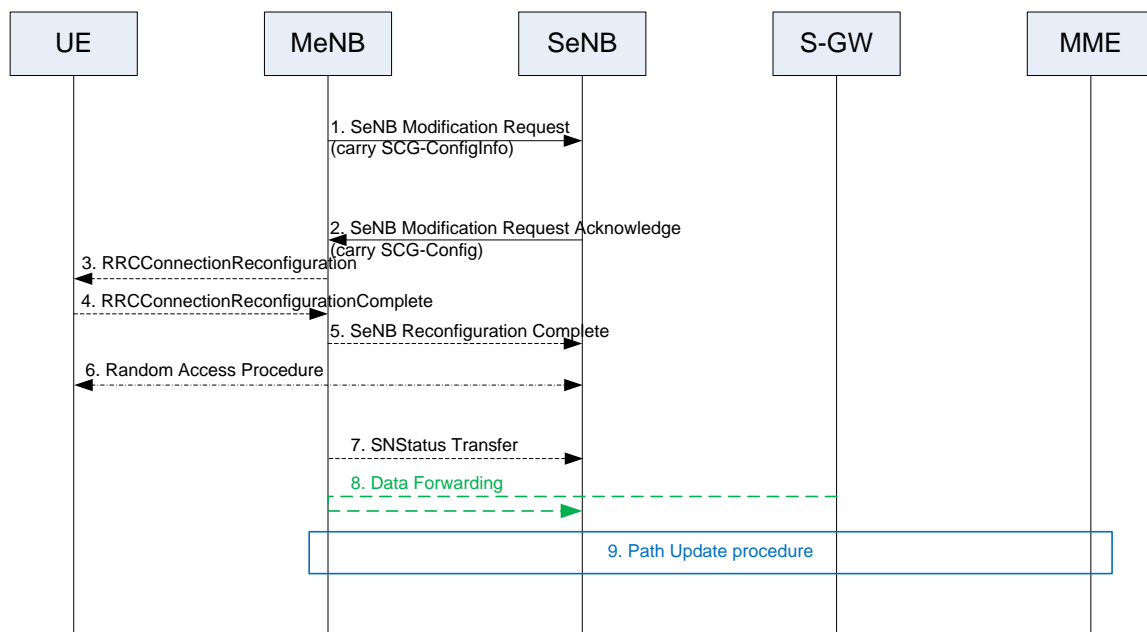 UE
MeNB
SeNB
S-GW
MME
1. SeNB Modification Request
(carry SCG-ConfigInfo)
2. SeNB Modification Request Acknowledge
(carry SCG-Config)
3. RRCConnectionReconfiguration
4. RRCConnectionReconfigurationComplete
5. SeNB Reconfiguration Complete
6. Random Access Procedure
7. SNStatus Transfer
8. Data Forwarding
9. Path Update procedure